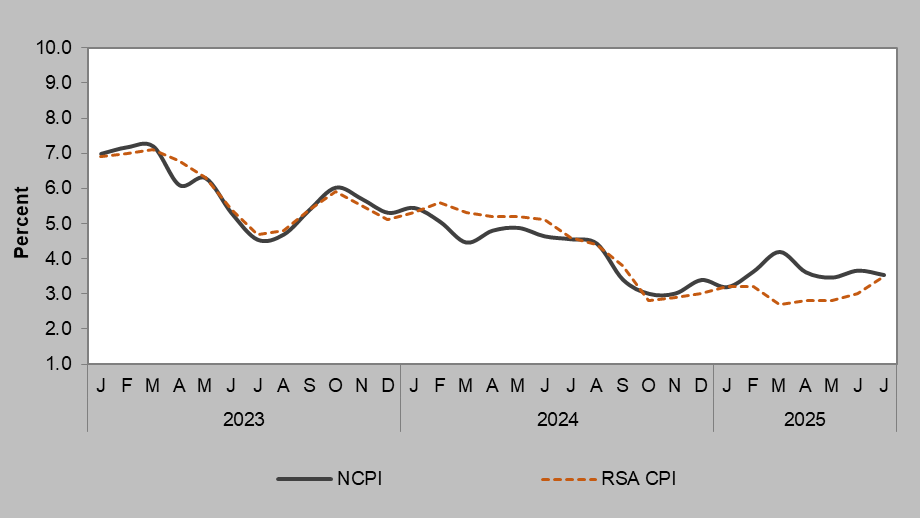 10.0
9.0
8.0
7.0
6.0
5.0
4.0
3.0
2.0
1.0
Percent
J F M A M J J A S O N D J F M A M J J A S O N D J F M A M J J
2023 2024 2025
NCPI RSA CPI